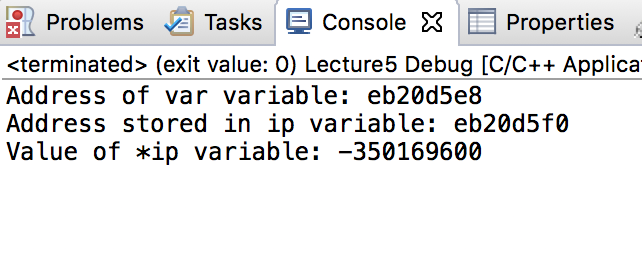 Problems Tasks Console Properties
<terminated> (exit value: 0) Lecture5 Debug [C/C++ Applicat
Address of var variable: eb20d5e8
Address stored in ip variable: eb20d5f0
Value of *ip variable: -350169600